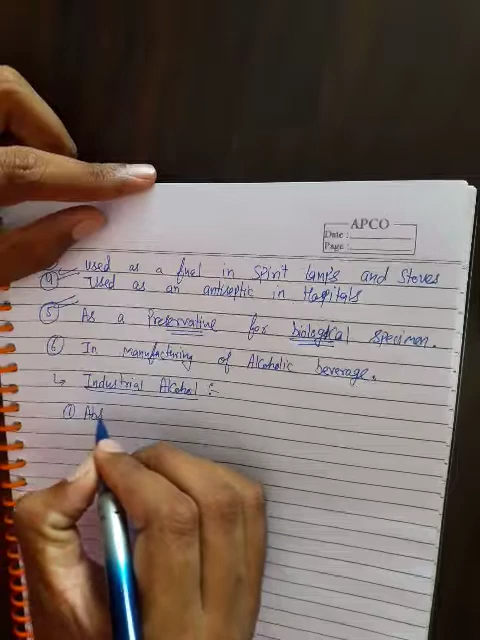 APCO
Date :
Page :
used as a fuel in Spirit lamps and Stoves
④ Used as an antiseptic in Hospitals
⑤ As a Preservative for biological specimen.
⑥ In manufacturing of Alcoholic beverage.
↳ Industrial Alcohol :-
① Abs